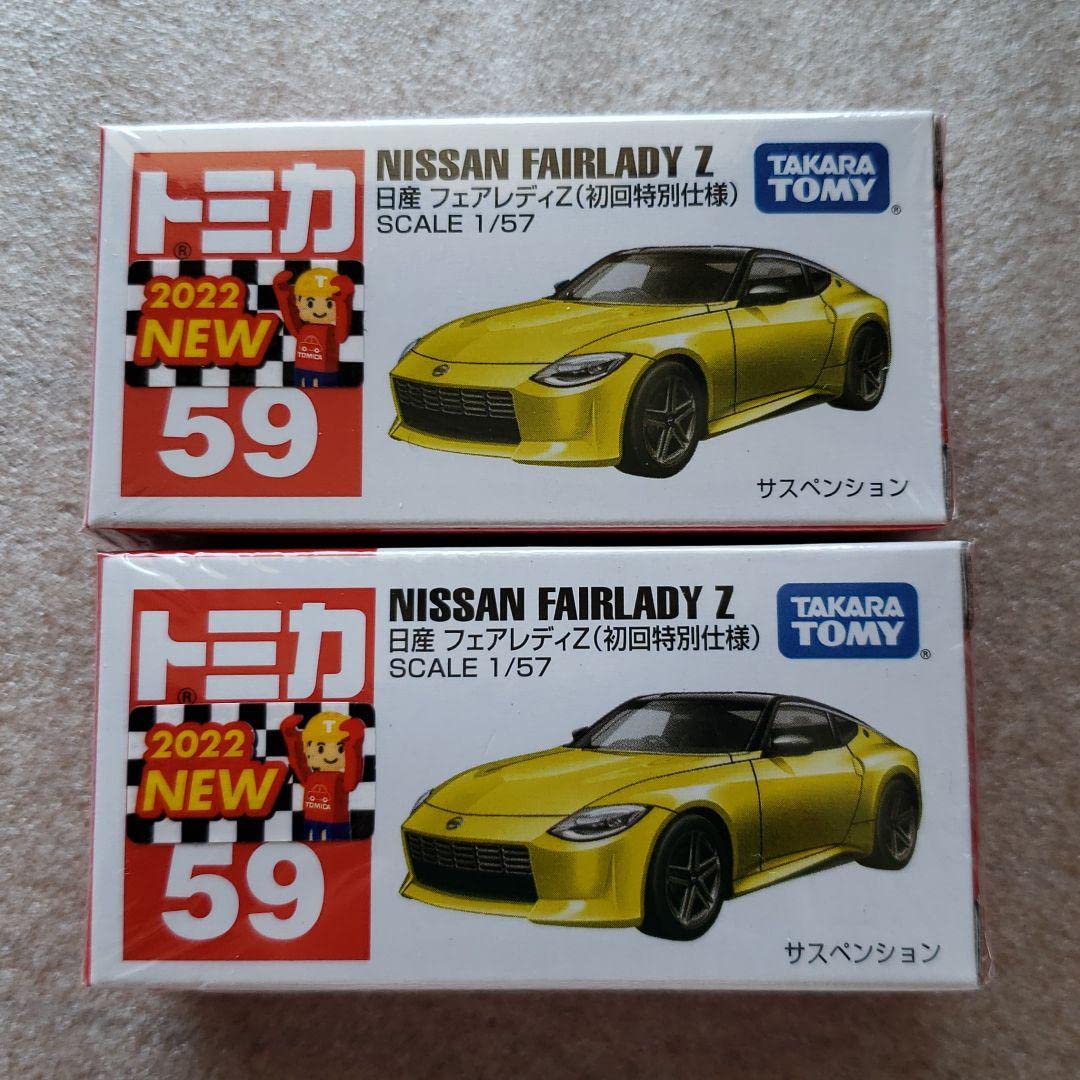 トミカ
®
2022
NEW
T
TOMICA
59
NISSAN FAIRLADY Z
日産 フェアレディZ(初回特別仕様)
SCALE 1/57
TAKARA
TOMY
®
サスペンション
トミカ
®
2022
NEW
T
TOMICA
59
NISSAN FAIRLADY Z
日産 フェアレディZ(初回特別仕様)
SCALE 1/57
TAKARA
TOMY
®
サスペンション